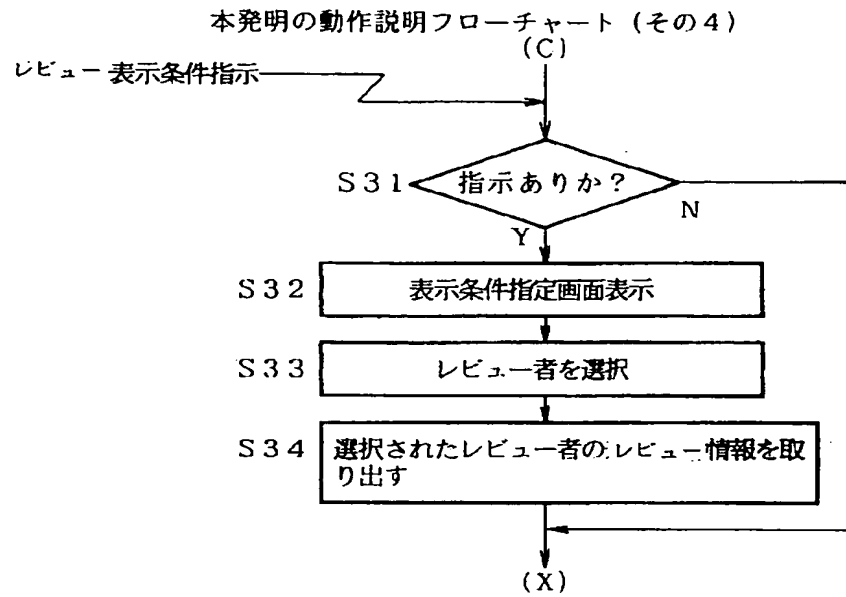 本発明の動作説明フローチャート（その４）
(C)
レビュー表示条件指示
Ｓ３１
指示ありか？
Ｎ
Ｙ
Ｓ３２
表示条件指定画面表示
Ｓ３３
レビュー者を選択
Ｓ３４
選択されたレビュー者のレビュー情報を取
り出す
(X)